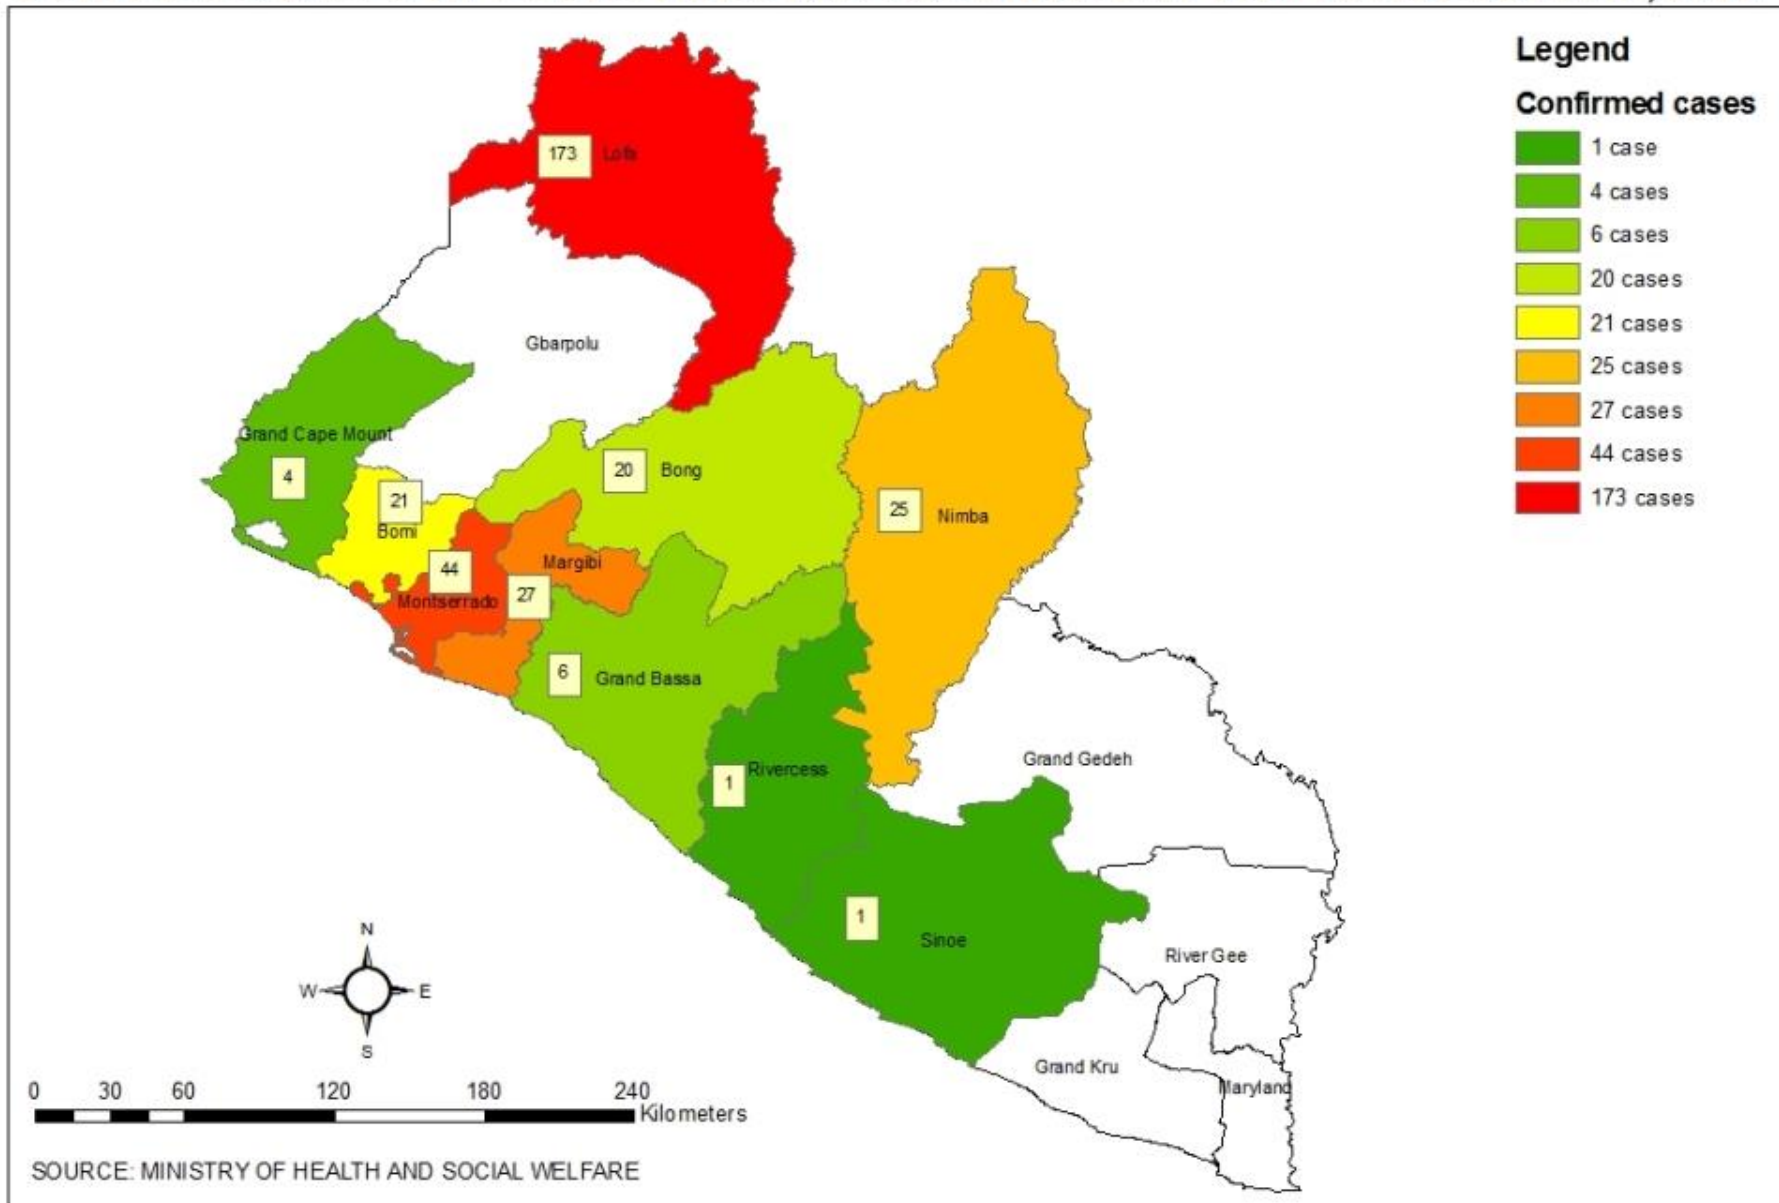 Legend
Confirmed cases
1 case
4 cases
6 cases
20 cases
21 cases
25 cases
27 cases
44 cases
173 cases
173 Lofa
Gbarpolu
Grand Cape Mount
4
21
Bomi
20 Bong
25 Nimba
44
Montserrado
Margibi
27
6 Grand Bassa
1 Rivercess
Grand Gedeh
1
Sinoe
River Gee
Grand Kru
Maryland
N
W E
S
0 30 60 120 180 240
Kilometers
SOURCE: MINISTRY OF HEALTH AND SOCIAL WELFARE